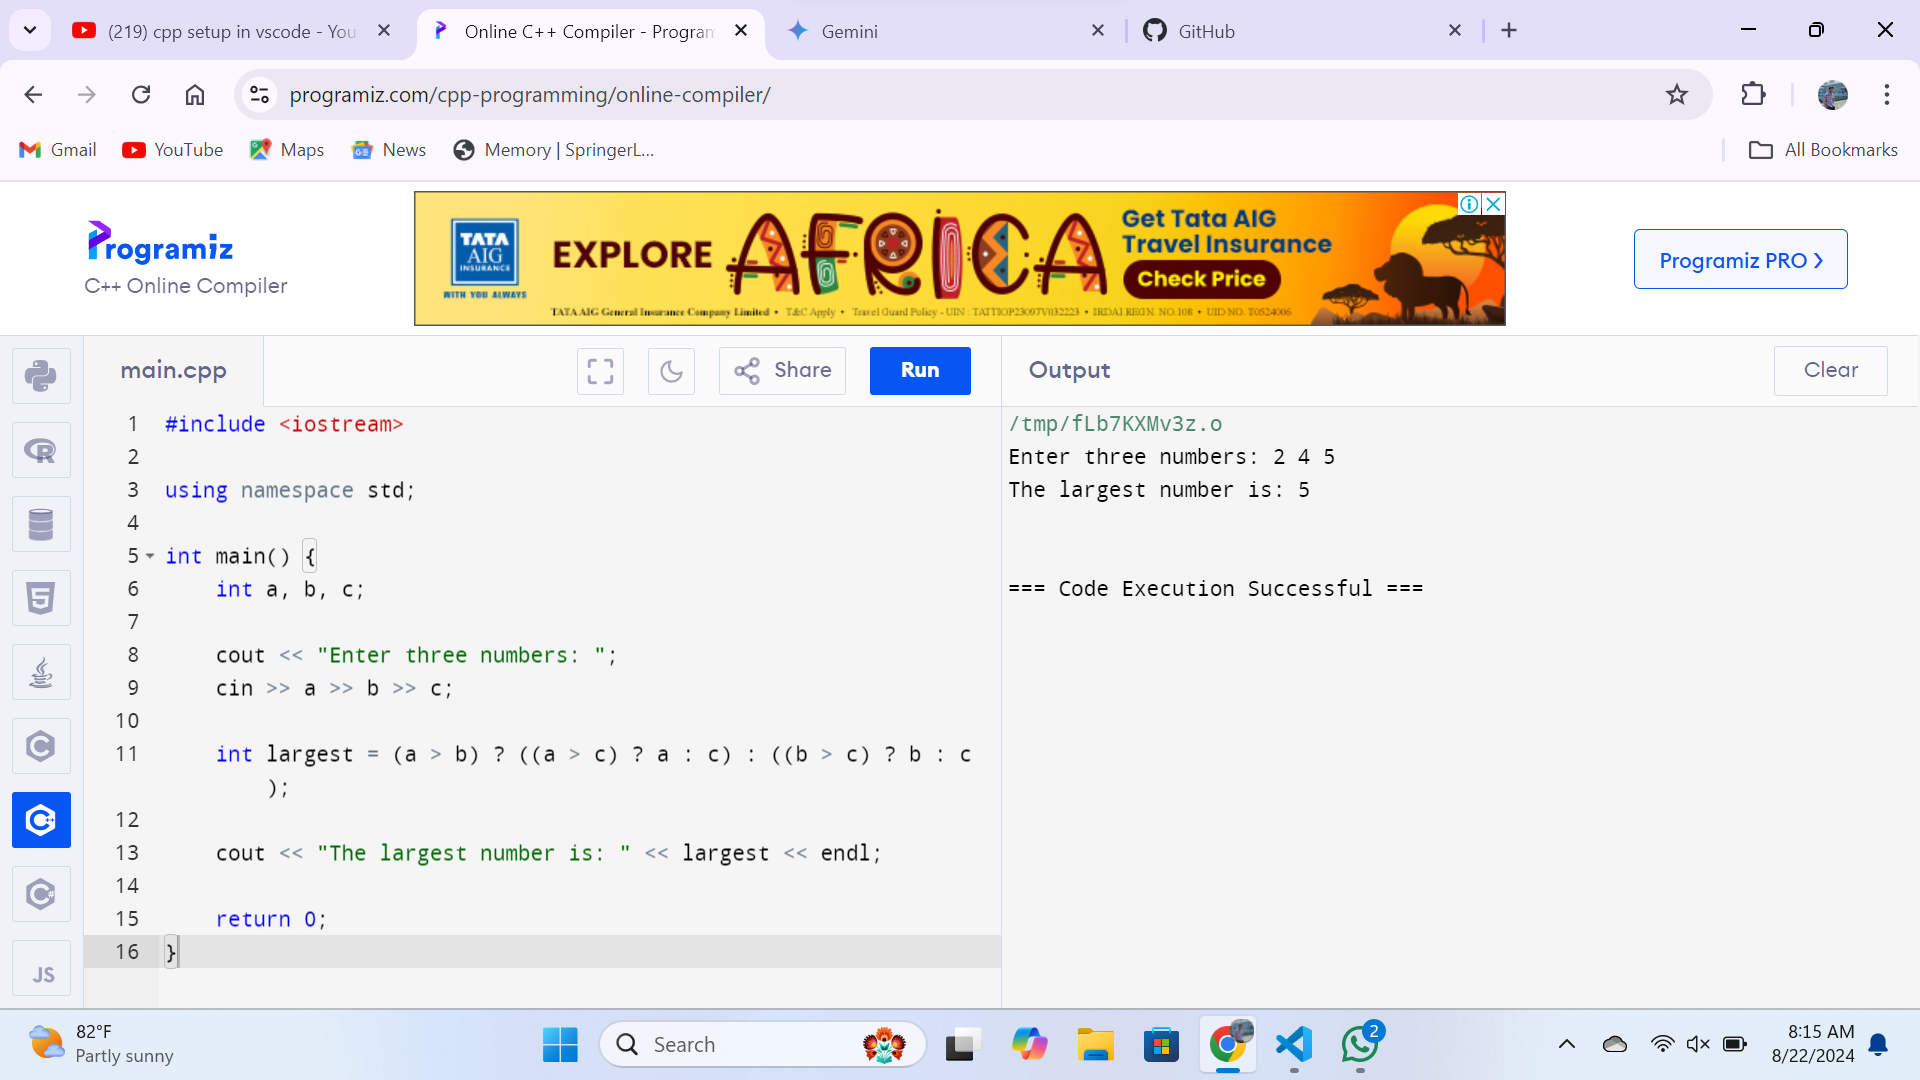 (219) cpp setup in vscode - You
Online C++ Compiler - Program
Gemini
GitHub
programiz.com/cpp-programming/online-compiler/
Gmail
YouTube
Maps
News
Memory | SpringerL...
All Bookmarks
Programiz
C++ Online Compiler
TATA
AIG
INSURANCE
WITH YOU ALWAYS
EXPLORE AFRICA
Get Tata AIG
Travel Insurance
Check Price
TATA AIG General Insurance Company Limited • T&C Apply • Travel Guard Policy - UIN : TATTIOP23097V032223 • IRDAI REGN. NO.108 • UID NO. T0524006
Programiz PRO ›
main.cpp
Share
Run
Output
Clear
1 #include <iostream>
2
3 using namespace std;
4
5 int main() {
6 int a, b, c;
7
8 cout << "Enter three numbers: ";
9 cin >> a >> b >> c;
10
11 int largest = (a > b) ? ((a > c) ? a : c) : ((b > c) ? b : c
);
12
13 cout << "The largest number is: " << largest << endl;
14
15 return 0;
16 }
/tmp/fLb7KXMv3z.o
Enter three numbers: 2 4 5
The largest number is: 5
=== Code Execution Successful ===
R
5
C
C++
C#
JS
82°F
Partly sunny
Search
2
8:15 AM
8/22/2024